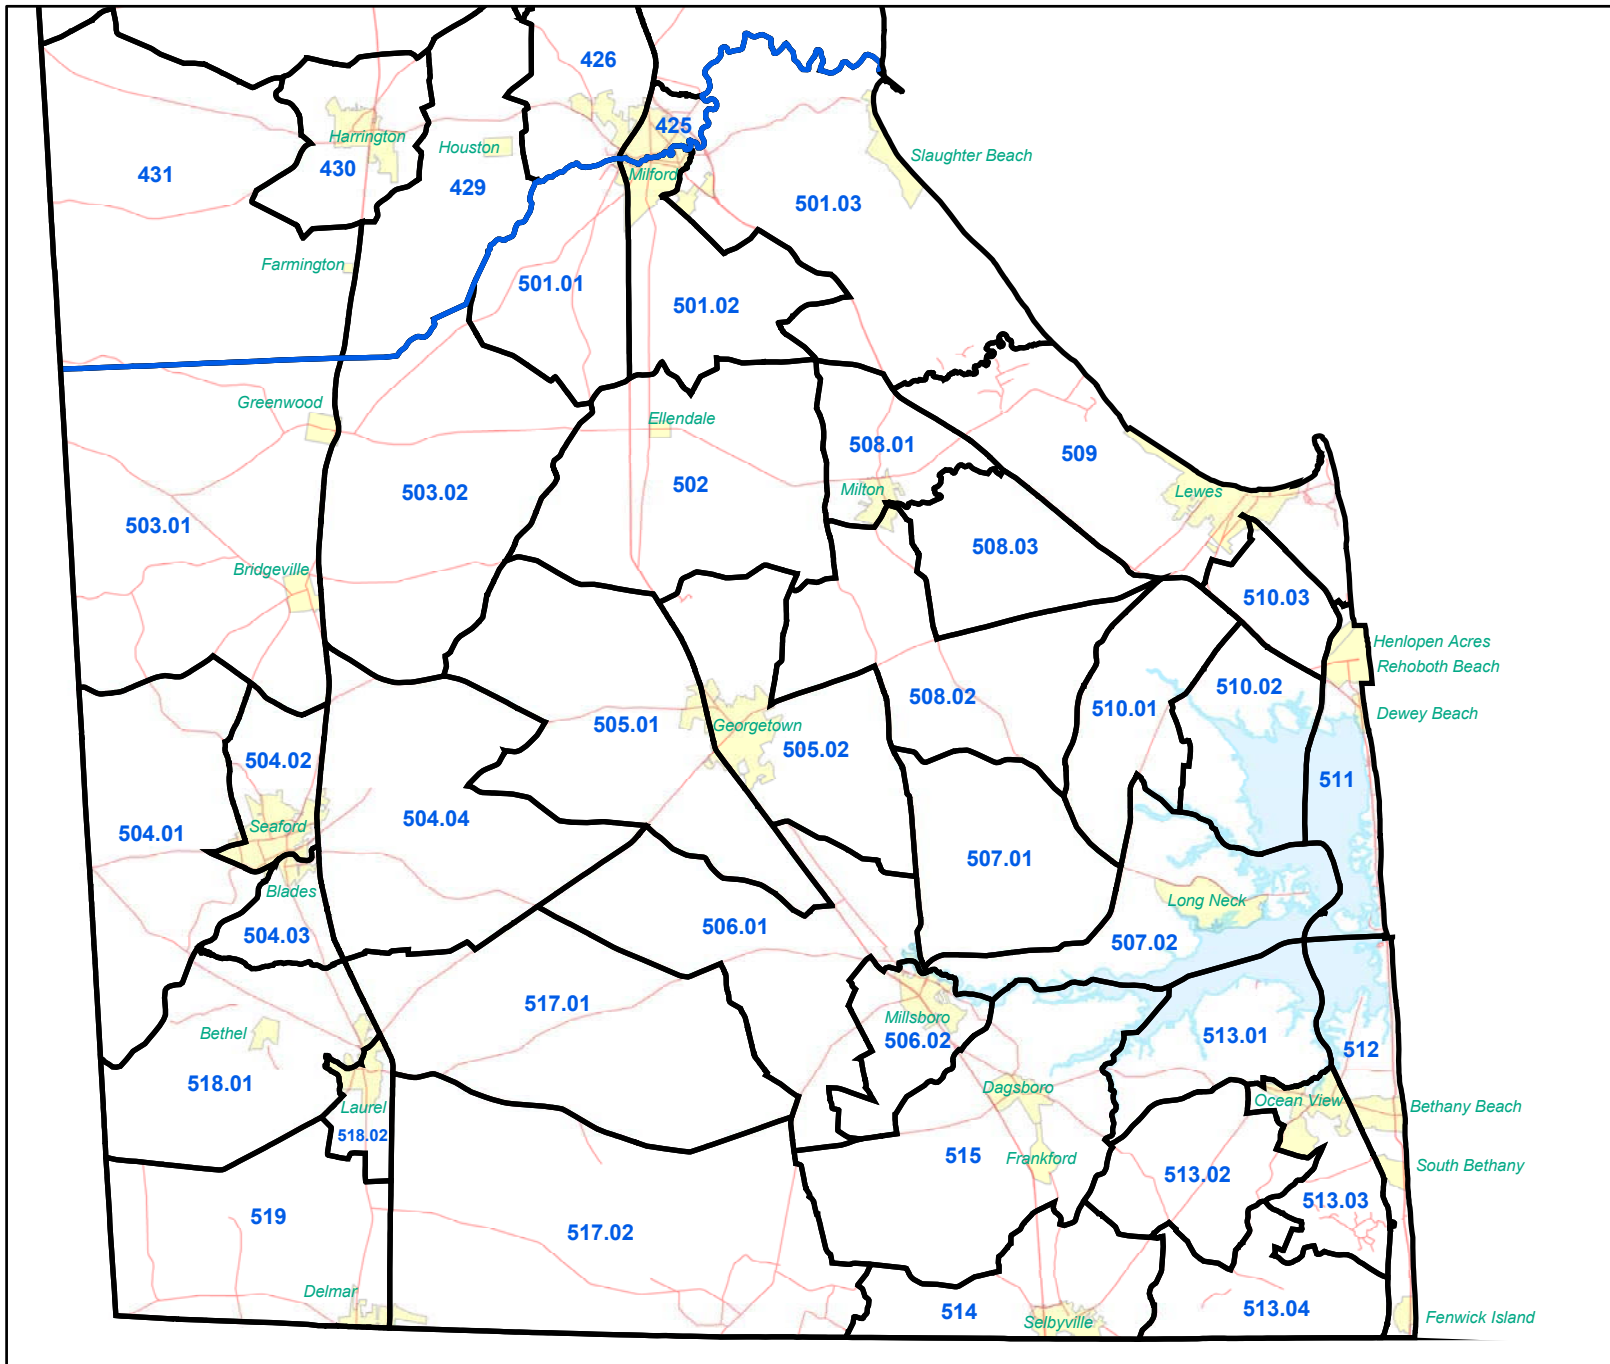 426
425
Harrington
Houston
Slaughter Beach
431
430
429
Milford
501.03
Farmington
501.01
501.02
Greenwood
Ellendale
508.01
509
503.02
502
Milton
Lewes
503.01
508.03
Bridgeville
510.03
Henlopen Acres
Rehoboth Beach
510.02
508.02
510.01
Dewey Beach
505.01
Georgetown
505.02
504.02
511
504.04
Seaford
504.01
507.01
Blades
Long Neck
504.03
506.01
507.02
517.01
Millsboro
Bethel
506.02
513.01
512
518.01
Dagsboro
Ocean View
Laurel
Bethany Beach
518.02
515
Frankford
South Bethany
513.02
513.03
519
517.02
Delmar
514
513.04
Selbyville
Fenwick Island